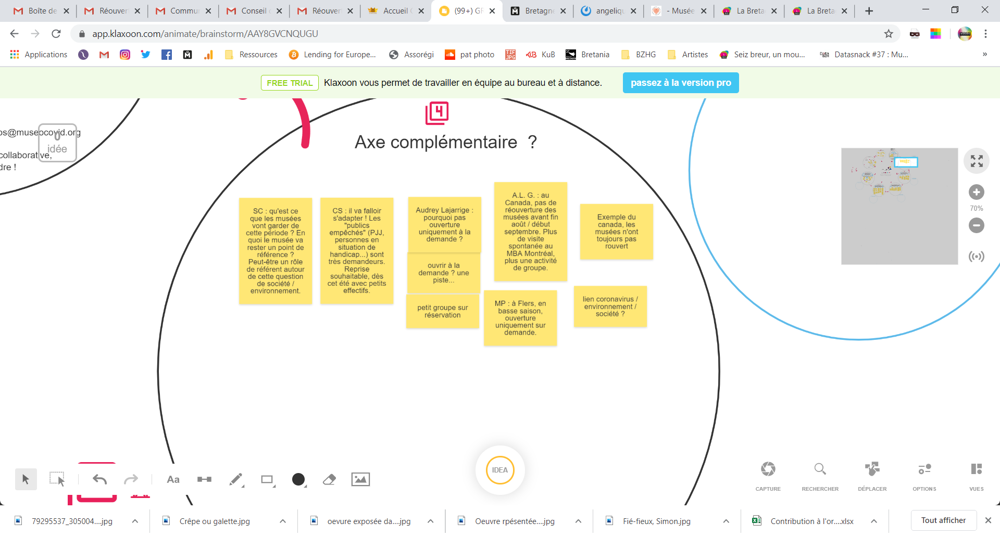 Boîte de
Réouver
Commu
Conseil
Réouver
Accueil
(99+) GF
Bretagne
angeliqu
- Musée
La Breta
La Breta
app.klaxoon.com/animate/brainstorm/AAY8GVCNQUGU
Applications
Ressources
Lending for Europe...
Assorégi
pat photo
KuB
Bretania
BZHG
Artistes
Seiz breur, un mou...
Datasnack #37 : Mu...
»
FREE TRIAL
Klaxoon vous permet de travailler en équipe au bureau et à distance.
passez à la version pro
os@museocovid.org
0
idée
collaborative,
dre !
4
Axe complémentaire ?
SC : qu'est ce
que les musées
vont garder de
cette période ? En
quoi le musée va
rester un point de
référence ?
Peut-être un rôle
de référent autour
de cette question
de société /
environnement.
CS : il va falloir
s'adapter ! Les
"publics
empêchés" (PJJ,
personnes en
situation de
handicap...) sont
très demandeurs.
Reprise
souhaitable, dès
cet été avec petits
effectifs.
Audrey Lajarrige :
pourquoi pas
ouverture
uniquement à la
demande ?
ouvrir à la
demande ? une
piste...
petit groupe sur
réservation
A.L. G. : au
Canada, pas de
réouverture des
musées avant fin
août / début
septembre. Plus
de visite
spontanée au
MBA Montréal,
plus une activité
de groupe.
MP : à Flers, en
basse saison,
ouverture
uniquement sur
demande.
Exemple du
canada, les
musées n'ont
toujours pas
rouvert
lien coronavirus /
environnement /
société ?
70%
Aa
IDEA
CAPTURE
RECHERCHER
DÉPLACER
OPTIONS
VUES
79295537_305004....jpg
Crêpe ou galette.jpg
oevure exposée da....jpg
Oeuvre rpésentée....jpg
Fié-fieux, Simon.jpg
Contribution à l'or....xlsx
Tout afficher